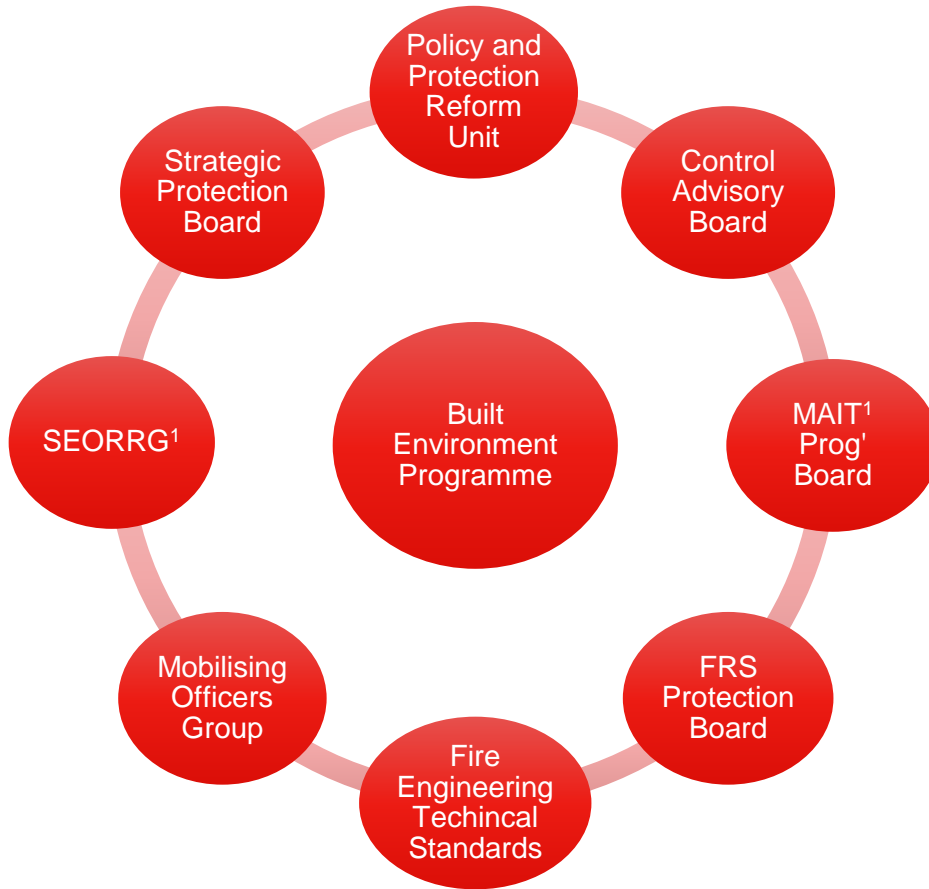 Policy and
Protection
Reform
Unit
Control
Advisory
Board
MAIT¹
Prog'
Board
FRS
Protection
Board
Fire
Engineering
Techincal
Standards
Mobilising
Officers
Group
SEORRG¹
Strategic
Protection
Board
Built
Environment
Programme